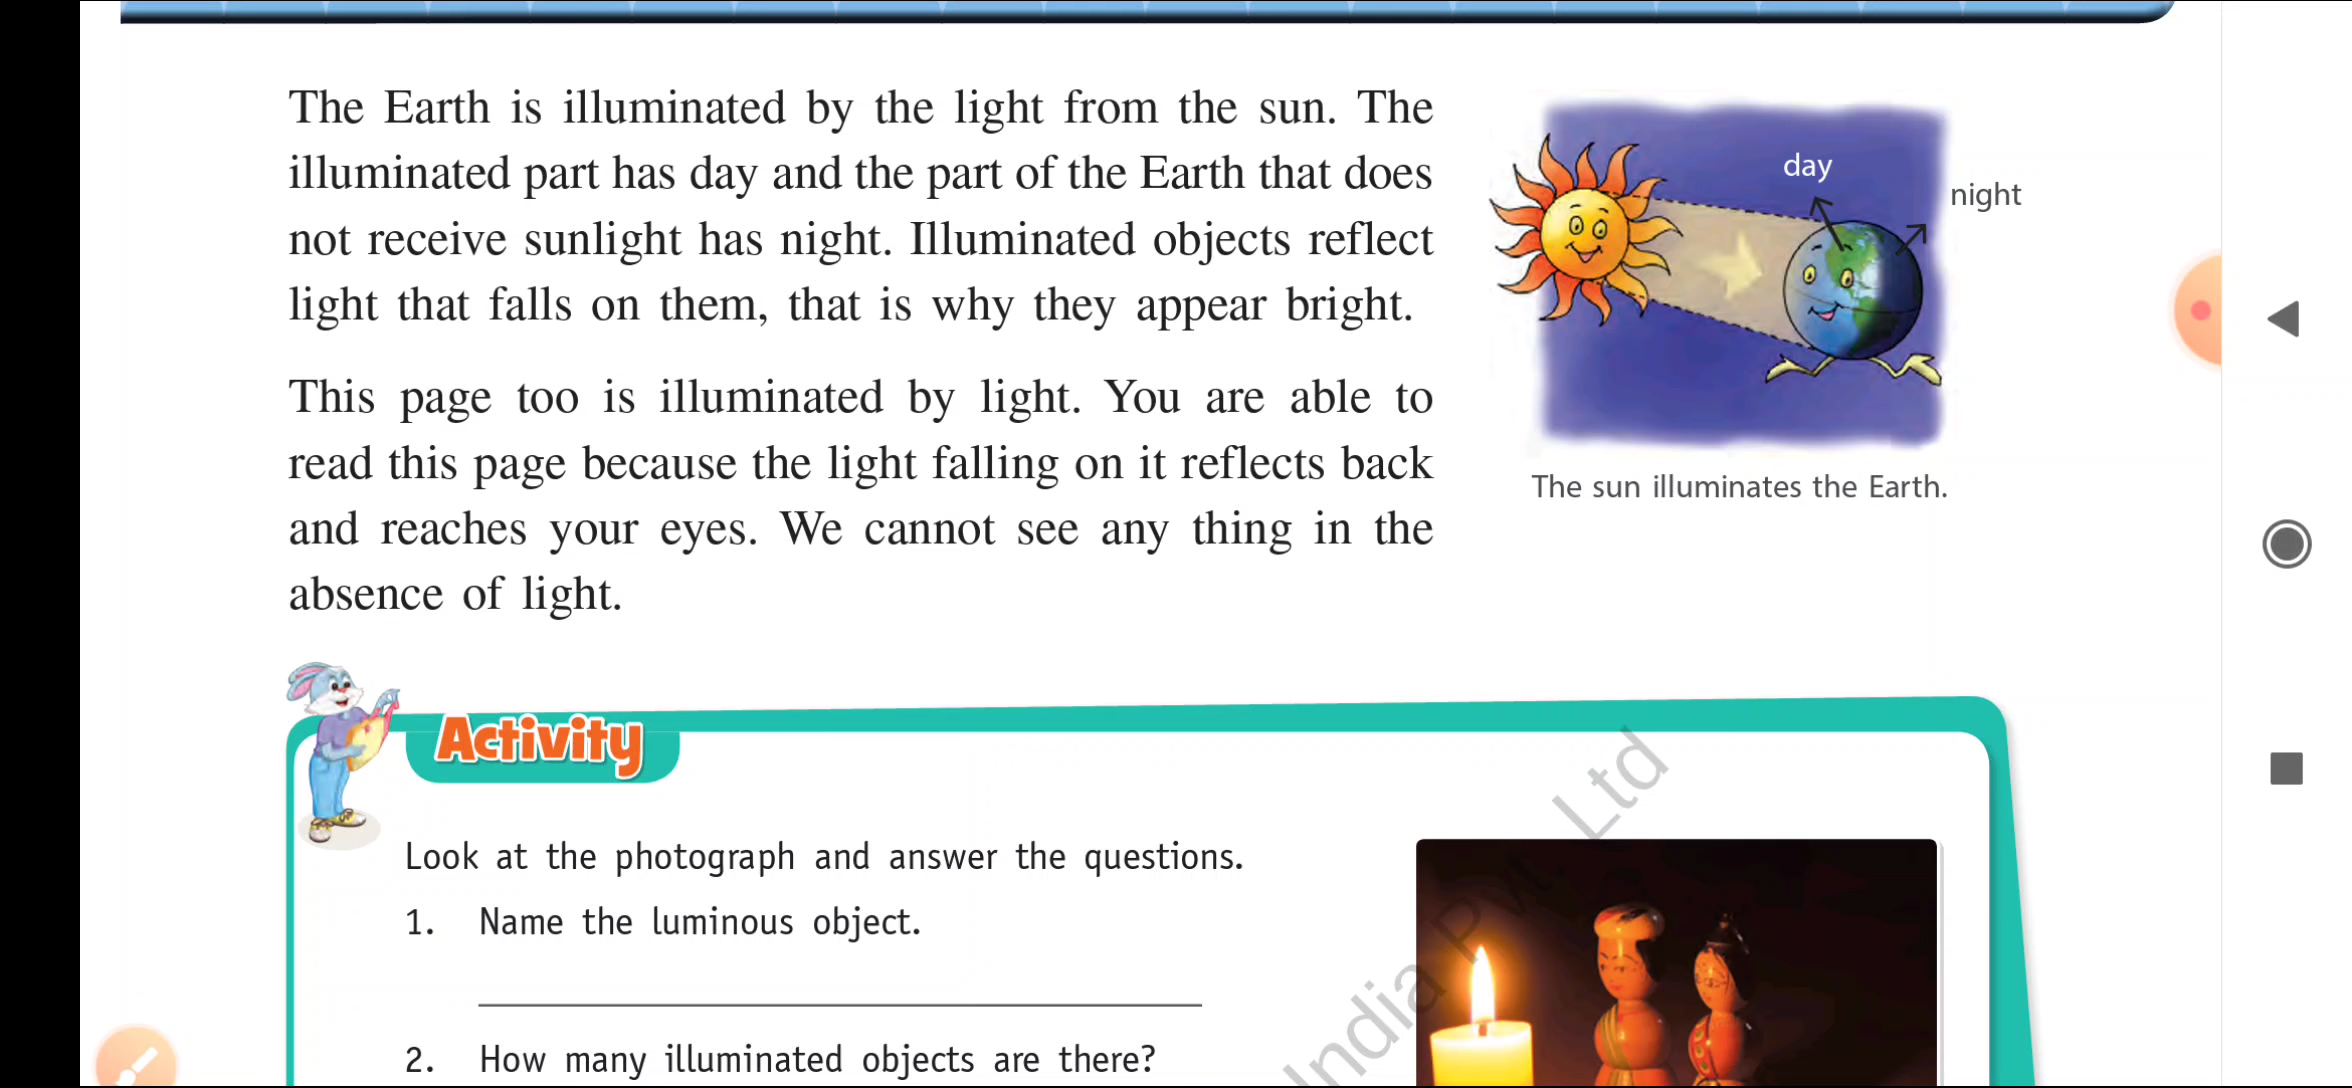 The Earth is illuminated by the light from the sun. The
illuminated part has day and the part of the Earth that does
not receive sunlight has night. Illuminated objects reflect
light that falls on them, that is why they appear bright.
This page too is illuminated by light. You are able to
read this page because the light falling on it reflects back
and reaches your eyes. We cannot see any thing in the
absence of light.
day
night
The sun illuminates the Earth.
Activity
Look at the photograph and answer the questions.
1. Name the luminous object.
2. How many illuminated objects are there?
India Pvt. Ltd